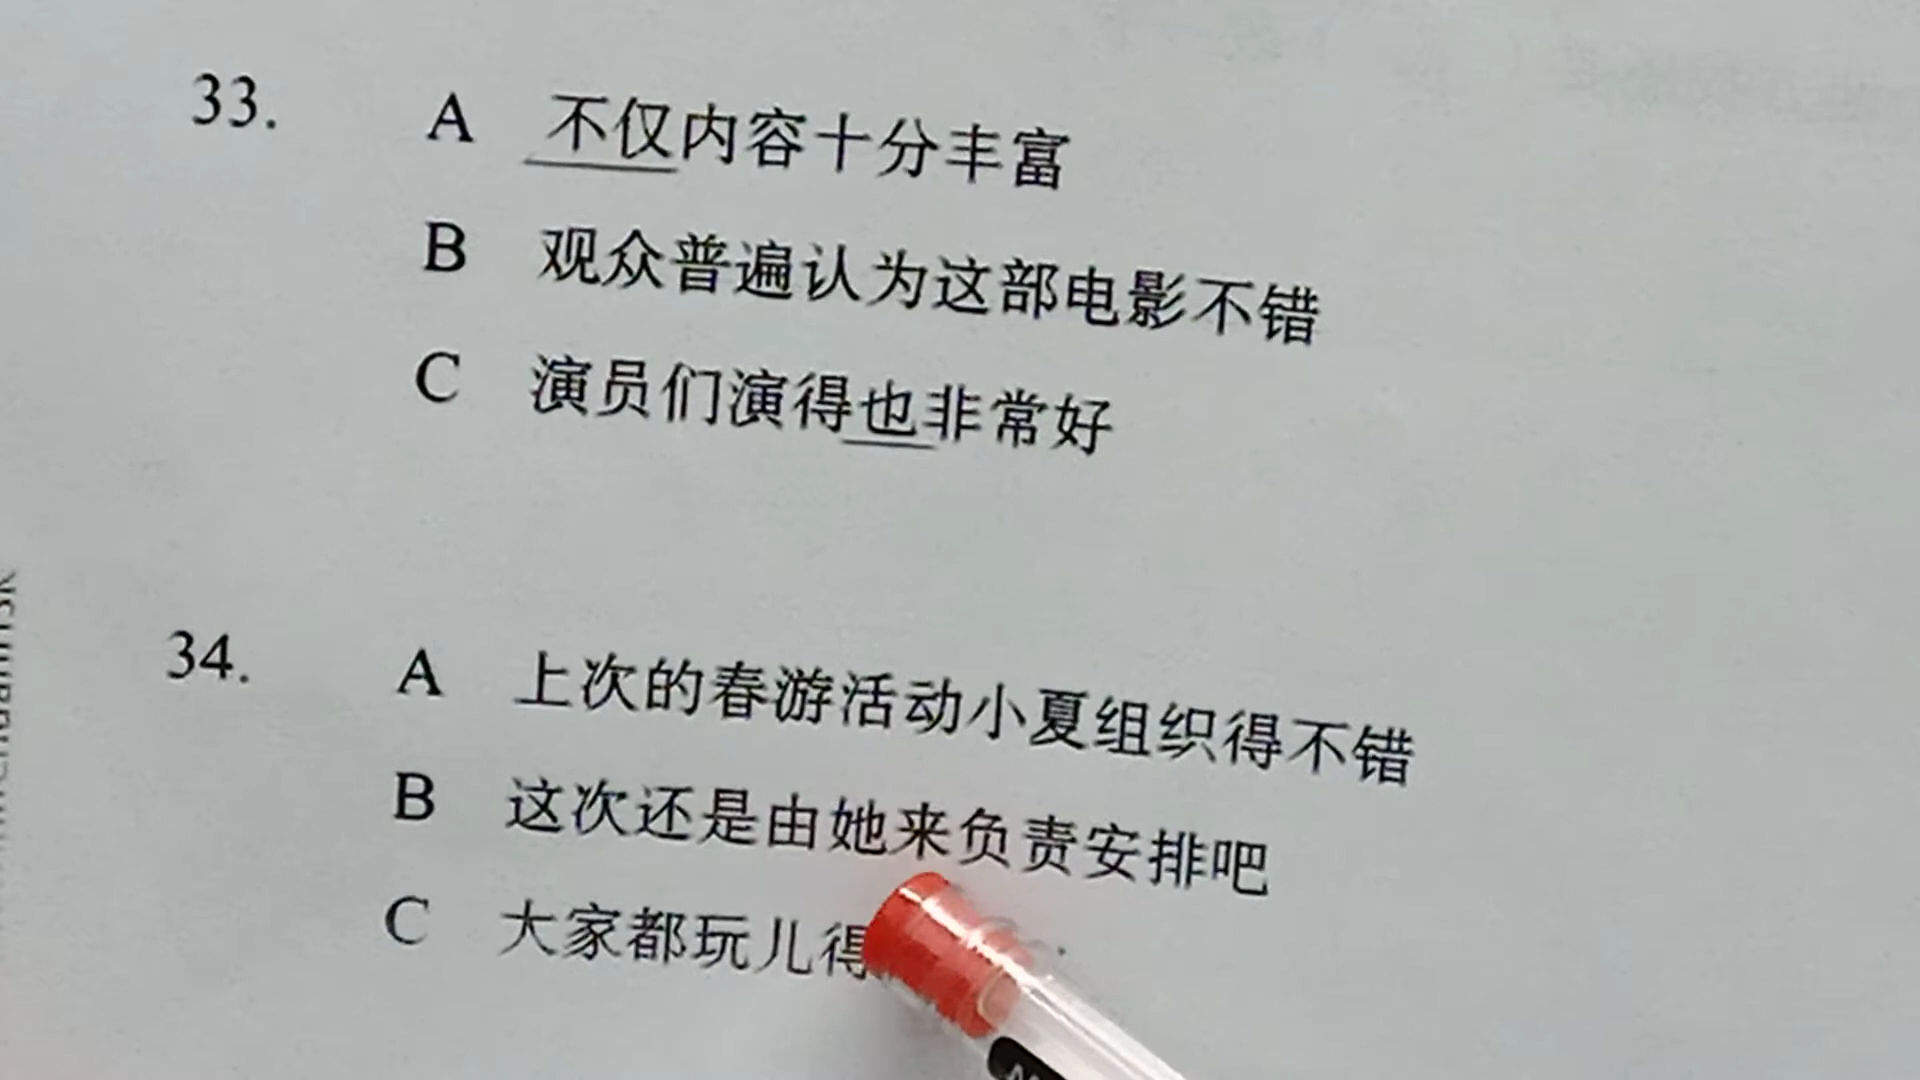 33. A 不仅内容十分丰富
B 观众普遍认为这部电影不错
C 演员们演得也非常好
34. A 上次的春游活动小夏组织得不错
B 这次还是由她来负责安排吧
C 大家都玩儿得